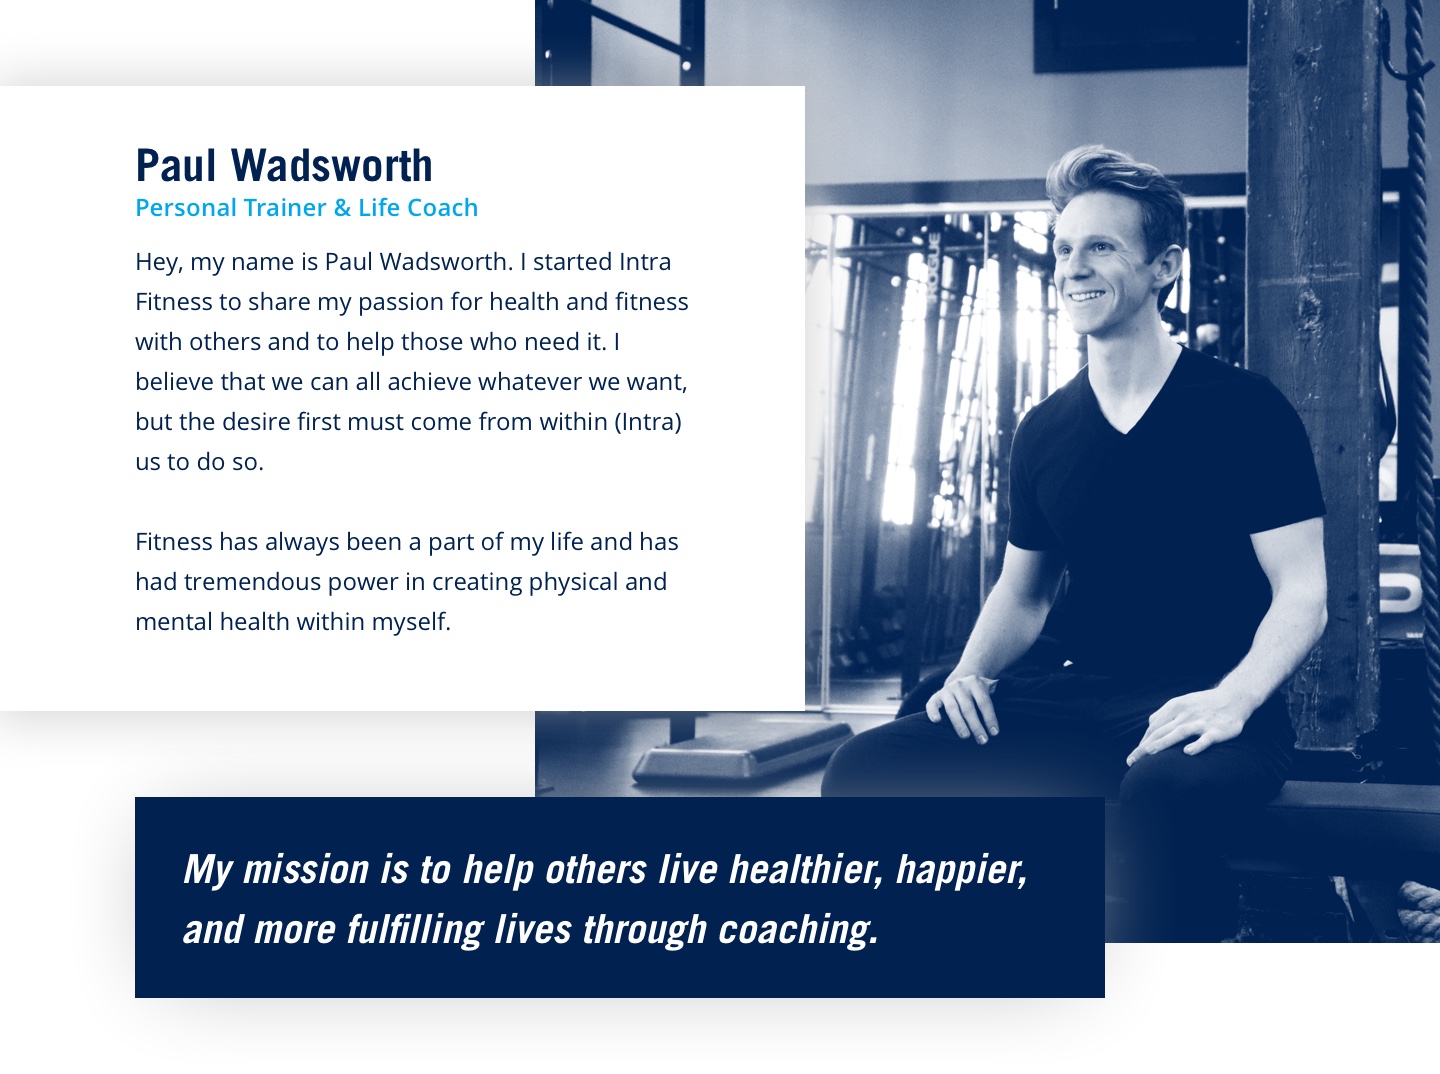 Paul Wadsworth
Personal Trainer & Life Coach
Hey, my name is Paul Wadsworth. I started Intra
Fitness to share my passion for health and fitness
with others and to help those who need it. I
believe that we can all achieve whatever we want,
but the desire first must come from within (Intra)
us to do so.
Fitness has always been a part of my life and has
had tremendous power in creating physical and
mental health within myself.
ROGUE
My mission is to help others live healthier, happier,
and more fulfilling lives through coaching.